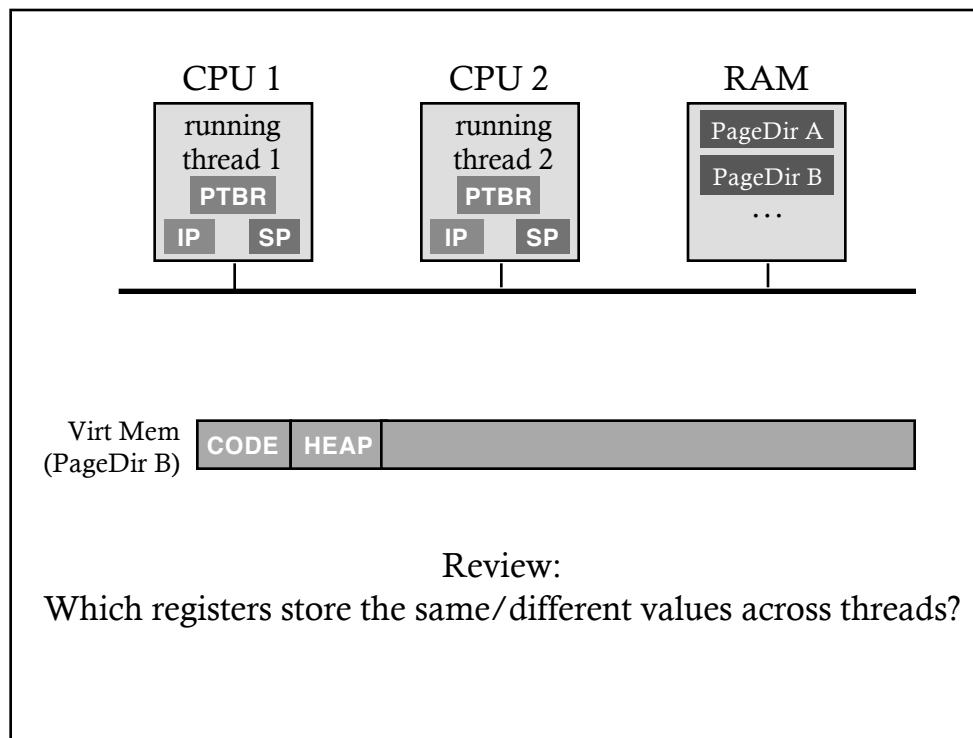 CPU 1
CPU 2
RAM
running
thread 1
PTBR
IP
SP
running
thread 2
PTBR
IP
SP
PageDir A
PageDir B
...
Virt Mem
(PageDir B)
CODE
HEAP
Review:
Which registers store the same/different values across threads?